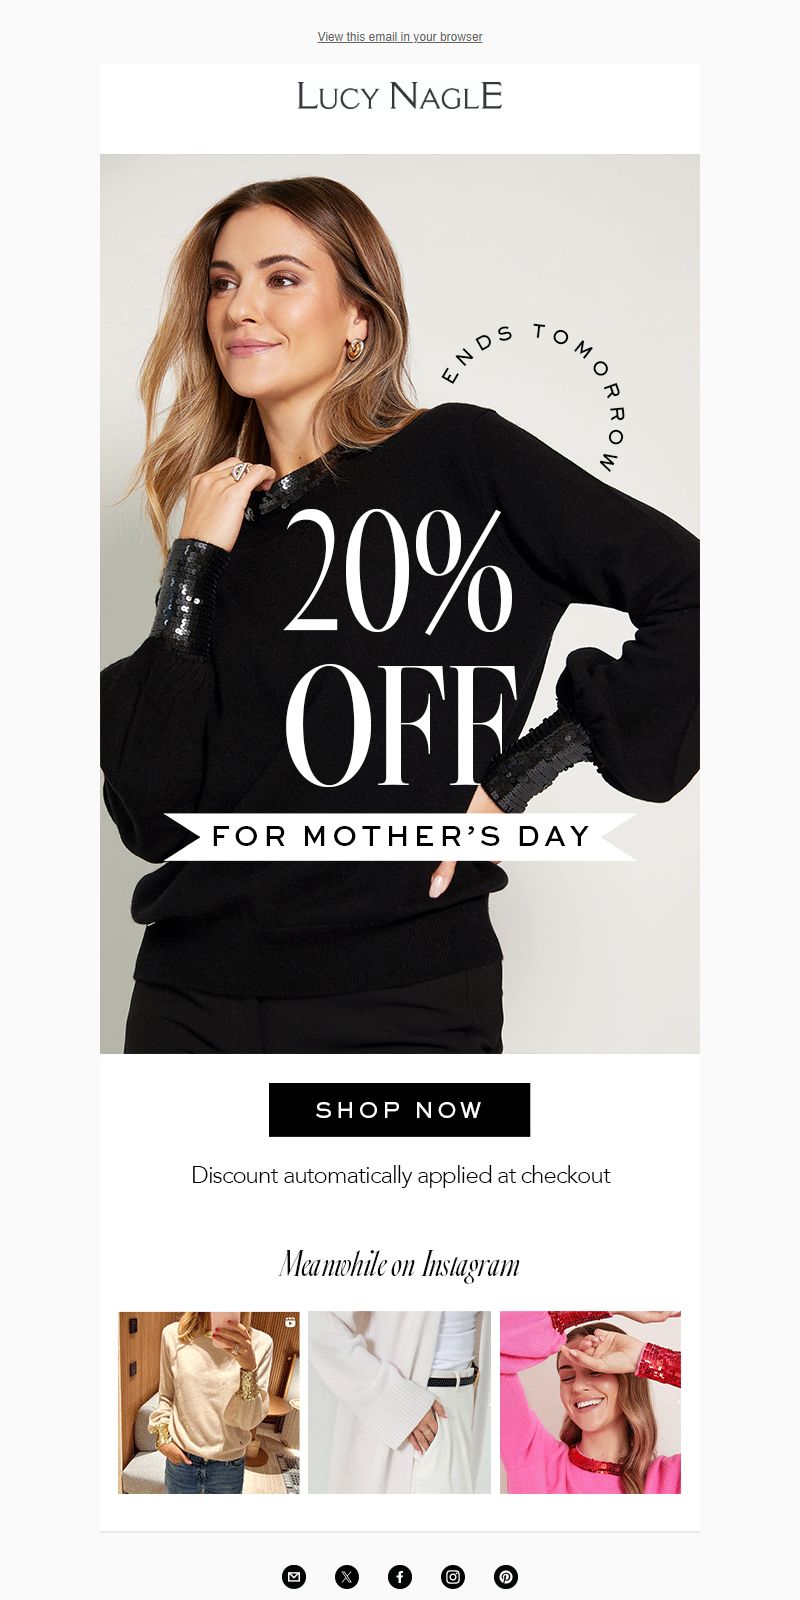 View this email in your browser
LUCY NAGLE
ENDS TOMORROW
20%
OFF
FOR MOTHER'S DAY
SHOP NOW
Discount automatically applied at checkout
Meanwhile on Instagram